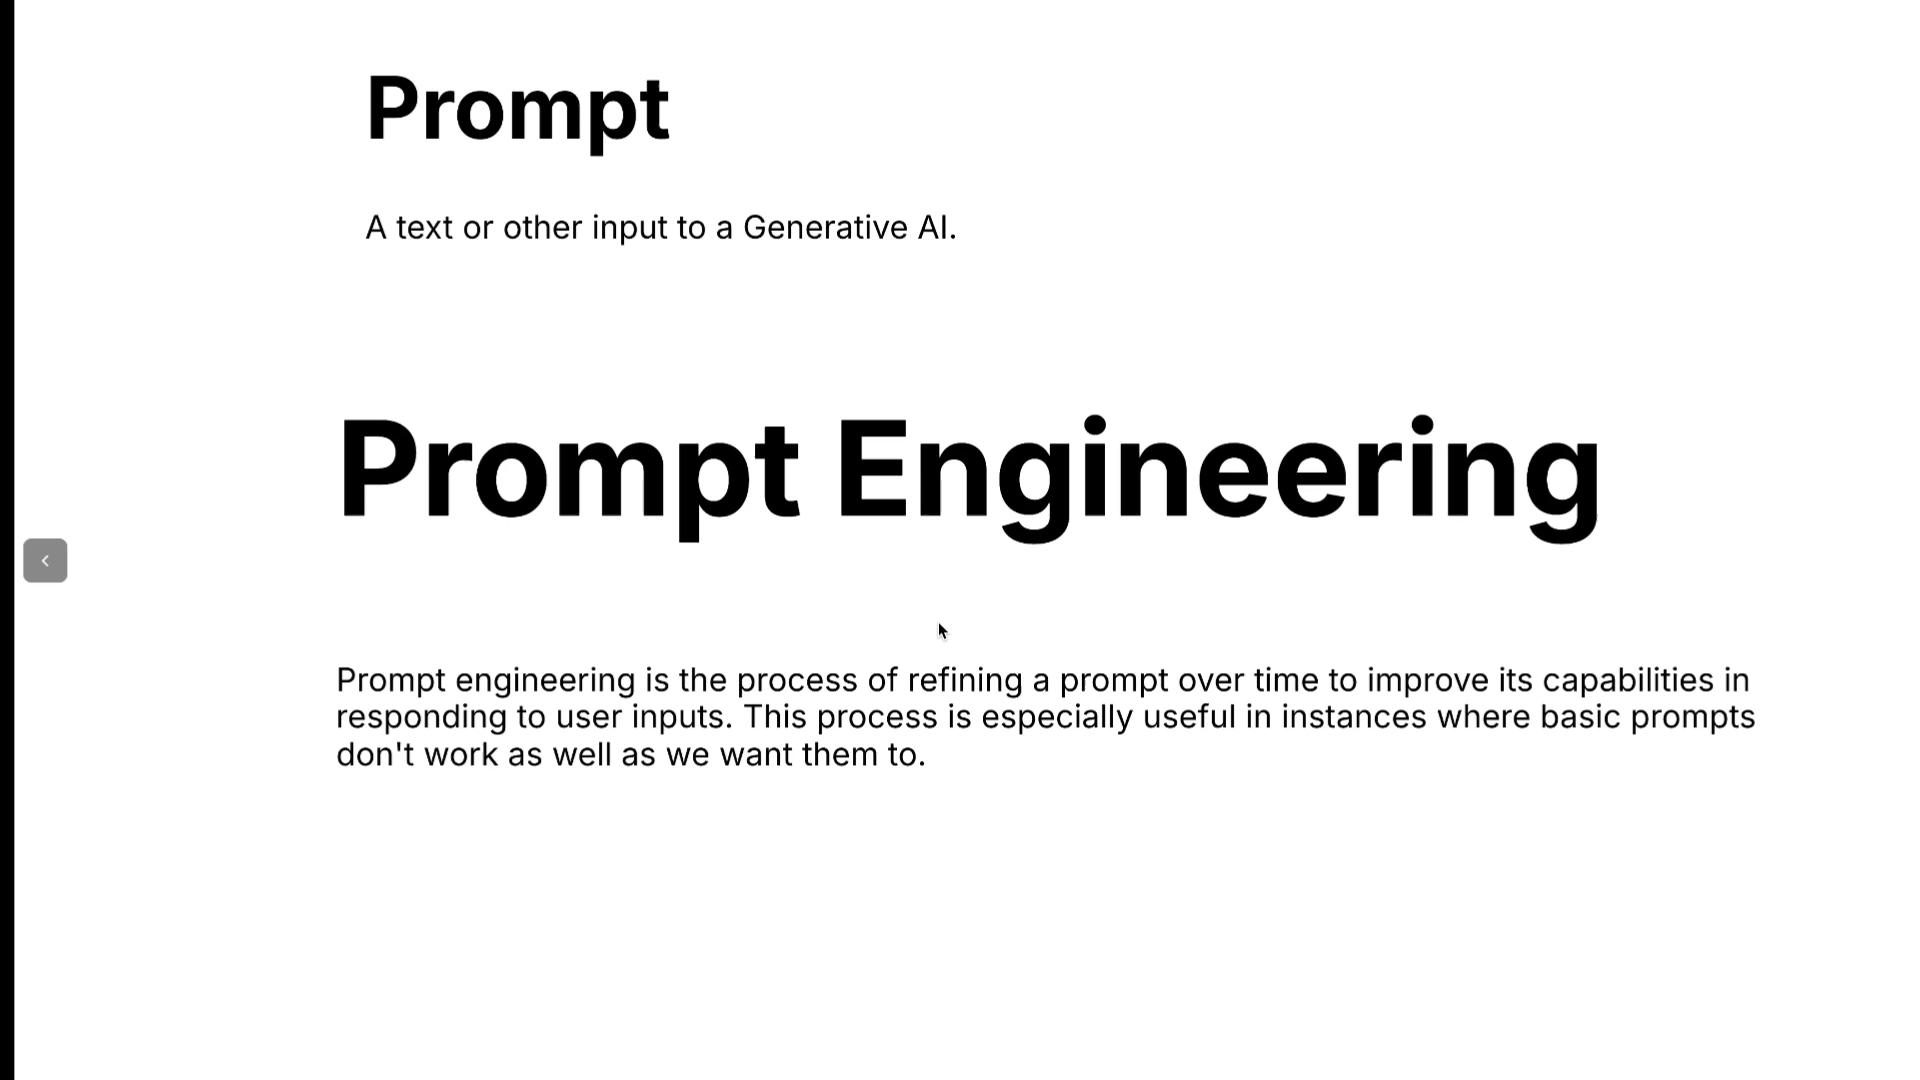 Prompt
A text or other input to a Generative AI.
Prompt Engineering
Prompt engineering is the process of refining a prompt over time to improve its capabilities in
responding to user inputs. This process is especially useful in instances where basic prompts
don't work as well as we want them to.